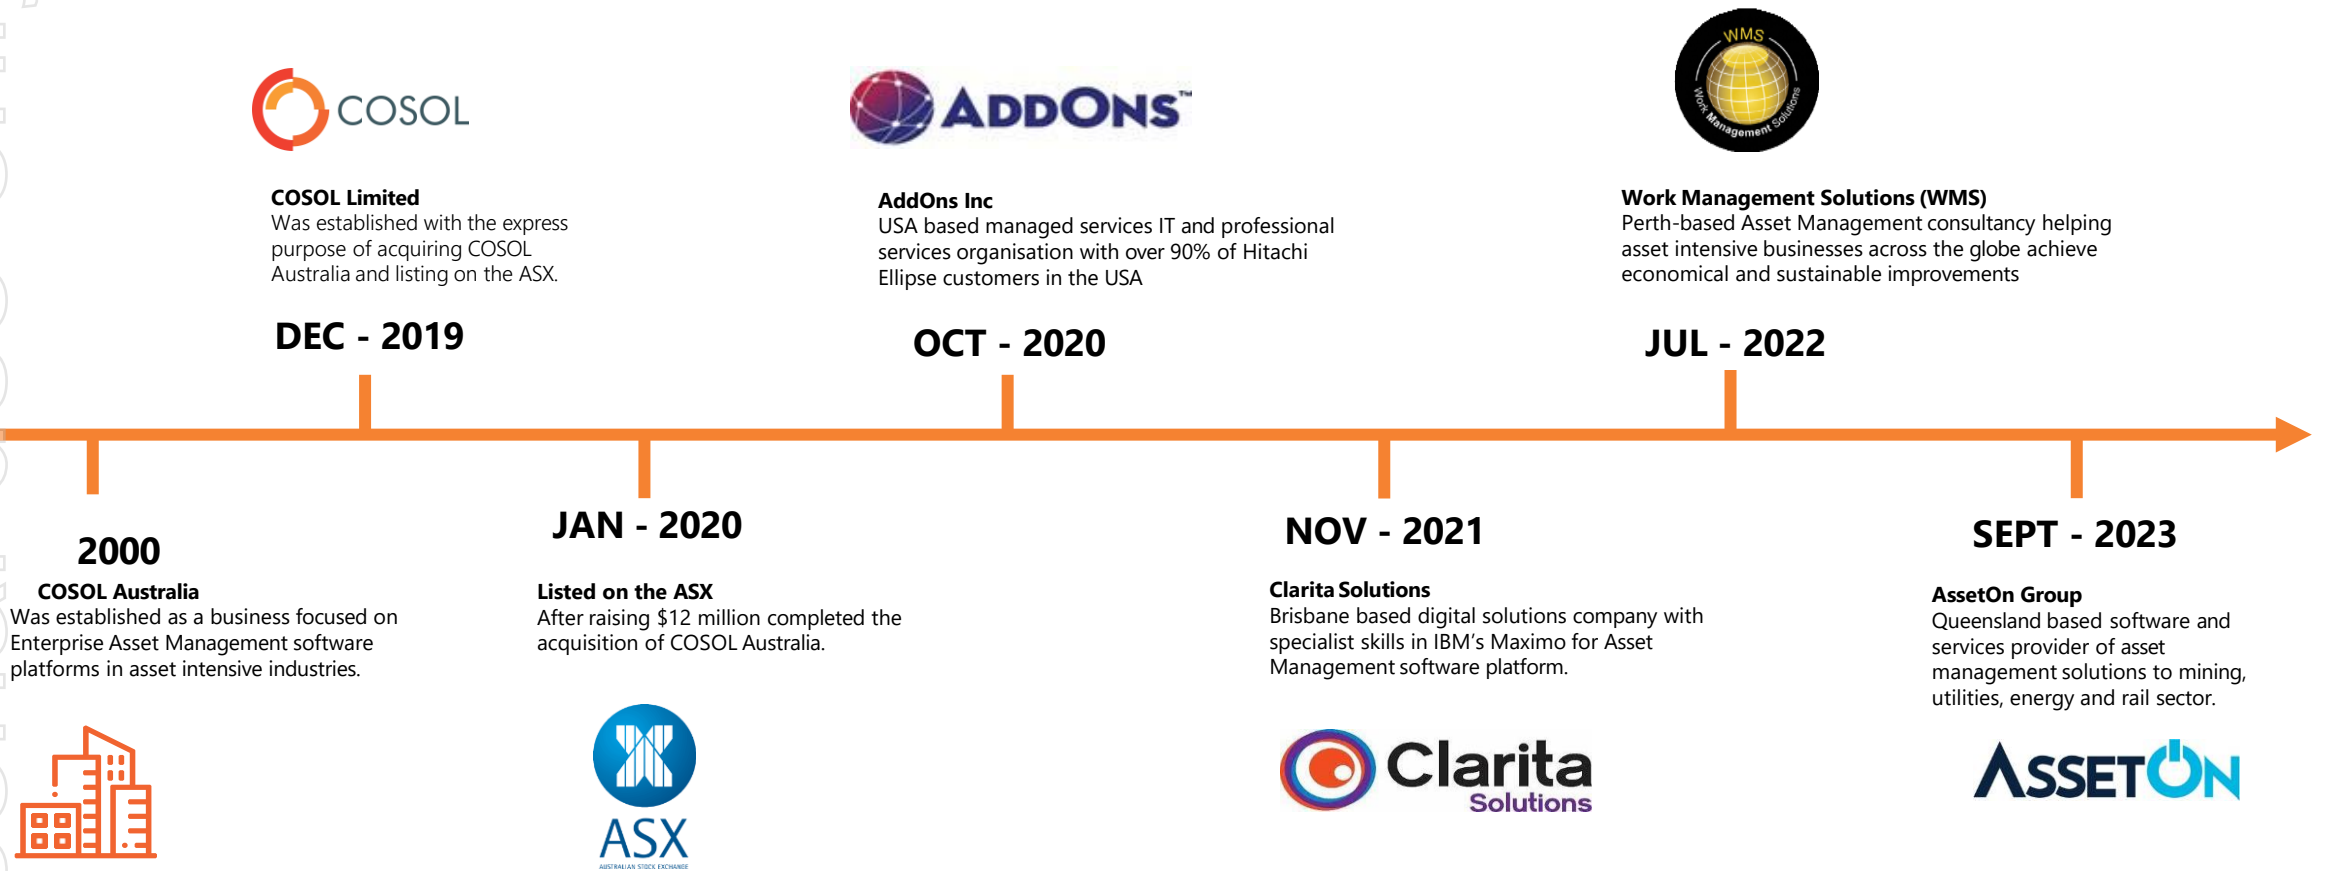 COSOL
COSOL Limited
Was established with the express
purpose of acquiring COSOL
Australia and listing on the ASX.
DEC - 2019
ADDONS™
AddOns Inc
USA based managed services IT and professional
services organisation with over 90% of Hitachi
Ellipse customers in the USA
OCT - 2020
WMS
Work Management Solutions
Work Management Solutions (WMS)
Perth-based Asset Management consultancy helping
asset intensive businesses across the globe achieve
economical and sustainable improvements
JUL - 2022
2000
COSOL Australia
Was established as a business focused on
Enterprise Asset Management software
platforms in asset intensive industries.
JAN - 2020
Listed on the ASX
After raising $12 million completed the
acquisition of COSOL Australia.
ASX
AUSTRALIAN STOCK EXCHANGE
NOV - 2021
Clarita Solutions
Brisbane based digital solutions company with
specialist skills in IBM's Maximo for Asset
Management software platform.
Clarita
Solutions
SEPT - 2023
AssetOn Group
Queensland based software and
services provider of asset
management solutions to mining,
utilities, energy and rail sector.
ASSETON